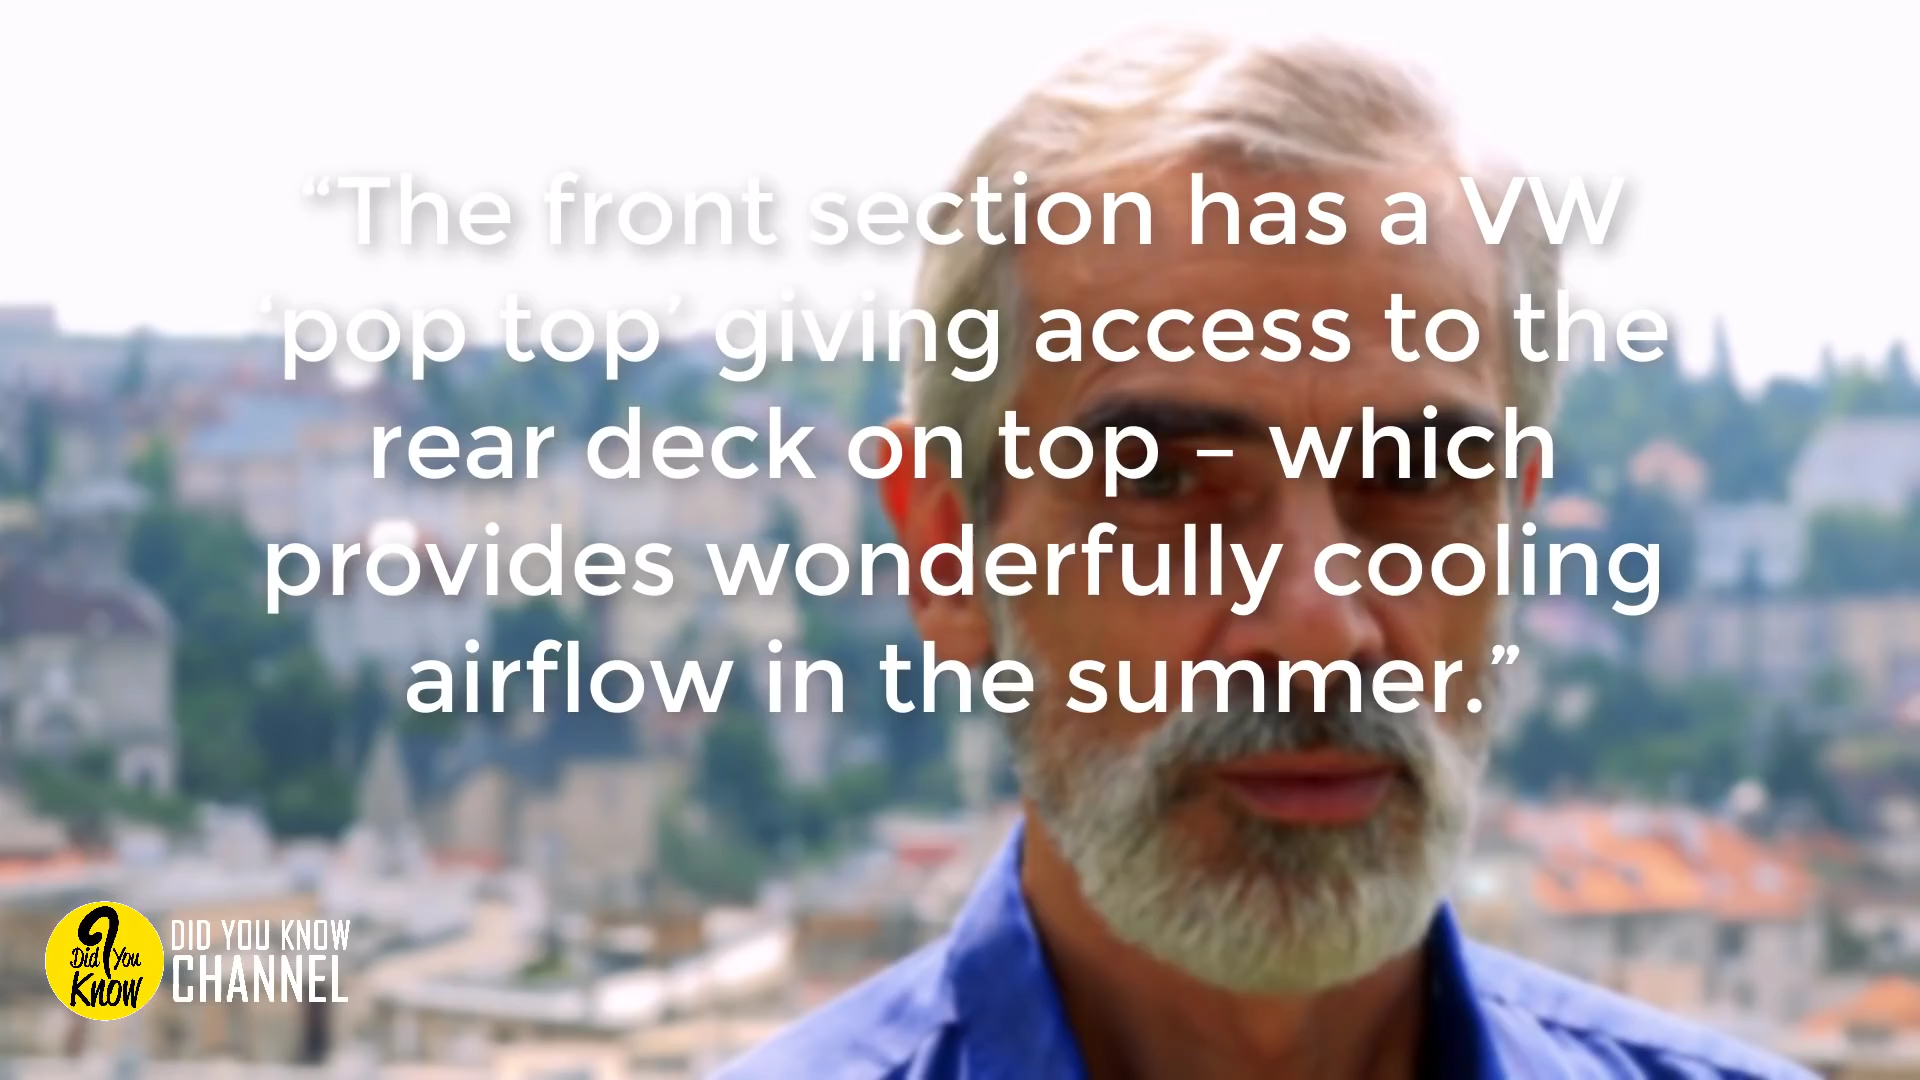 “The front section has a VW
‘pop top’ giving access to the
rear deck on top – which
provides wonderfully cooling
airflow in the summer.”
Did You
Know
DID YOU KNOW
CHANNEL